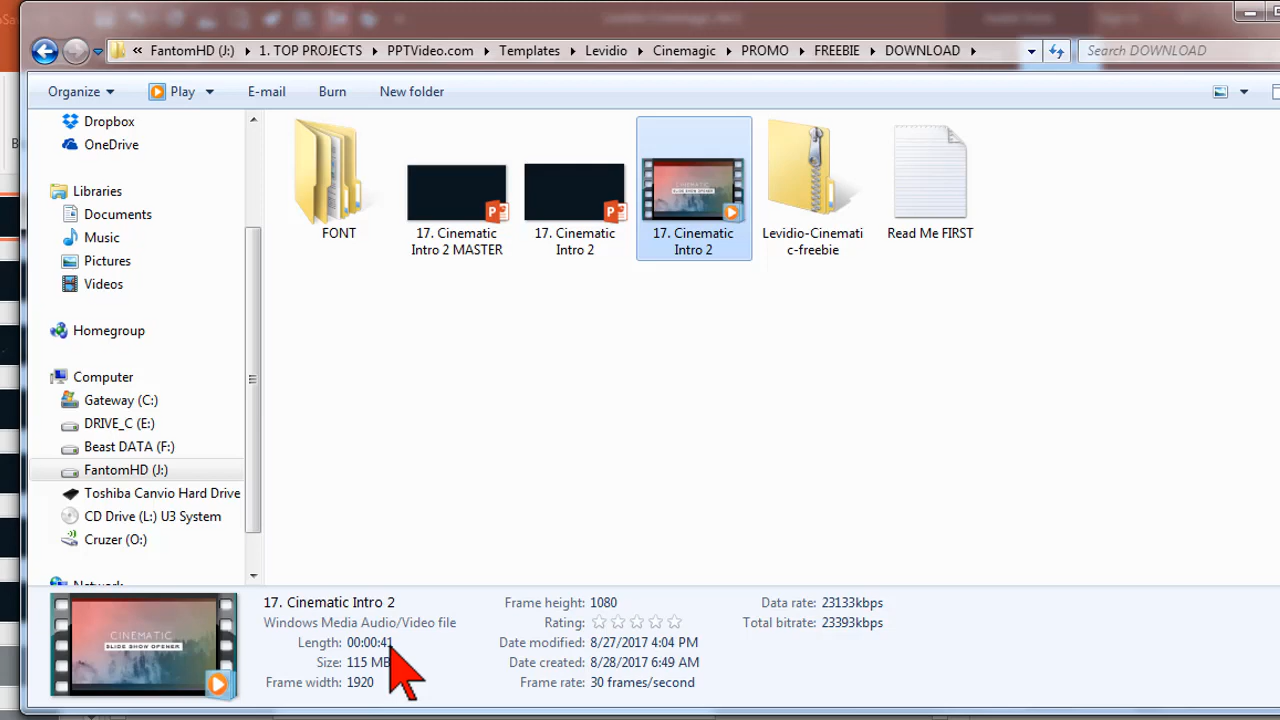 « FantomHD (J:) ▸ 1. TOP PROJECTS ▸ PPTVideo.com ▸ Templates ▸ Levidio ▸ Cinemagic ▸ PROMO ▸ FREEBIE ▸ DOWNLOAD ▸
Search DOWNLOAD
Organize Play E-mail Burn New folder
Dropbox
OneDrive
Libraries
Documents
Music
Pictures
Videos
Homegroup
Computer
Gateway (C:)
DRIVE_C (E:)
Beast DATA (F:)
FantomHD (J:)
Toshiba Canvio Hard Drive
CD Drive (L:) U3 System
Cruzer (O:)
Network
FONT
17. Cinematic
Intro 2 MASTER
17. Cinematic
Intro 2
CINEMATIC
17. Cinematic
Intro 2
Levidio-Cinemati
c-freebie
Read Me FIRST
CINEMATIC
SLIDE SHOW OPENER
17. Cinematic Intro 2
Windows Media Audio/Video file
Length: 00:00:41
Size: 115 MB
Frame width: 1920
Frame height: 1080
Rating:
Date modified: 8/27/2017 4:04 PM
Date created: 8/28/2017 6:49 AM
Frame rate: 30 frames/second
Data rate: 23133kbps
Total bitrate: 23393kbps